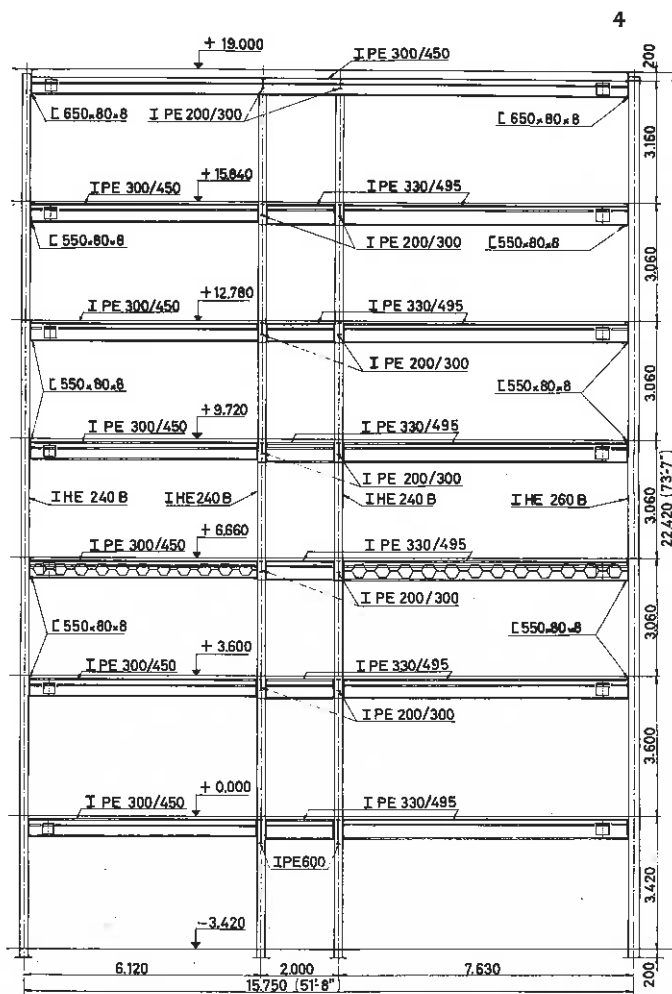 4
+ 19.000
I PE 300/450
200
[ 650×80×8
I PE 200/300
[ 650×80×8
3.160
I PE 300/450
+ 15.840
I PE 330/495
[ 550×80×8
I PE 200/300
[ 550×80×8
3.060
I PE 300/450
+12.780
I PE 330/495
I PE 200/300
[ 550×80×8
[ 550×80×8
3.060
I PE 300/450
+ 9.720
I PE 330/495
I PE 200/300
I HE 240 B
I HE 240 B
I HE 240 B
I HE 260 B
3.060
22.420 (73'-7")
I PE 300/450
+ 6.660
I PE 330/495
I PE 200/300
[ 550×80×8
[ 550×80×8
3.060
I PE 300/450
+ 3.600
I PE 330/495
I PE 200/300
3.600
I PE 300/450
+ 0.000
I PE 330/495
IPE600
3.420
-3.420
6.120
2.000
7.630
200
15.750 (51'-8")